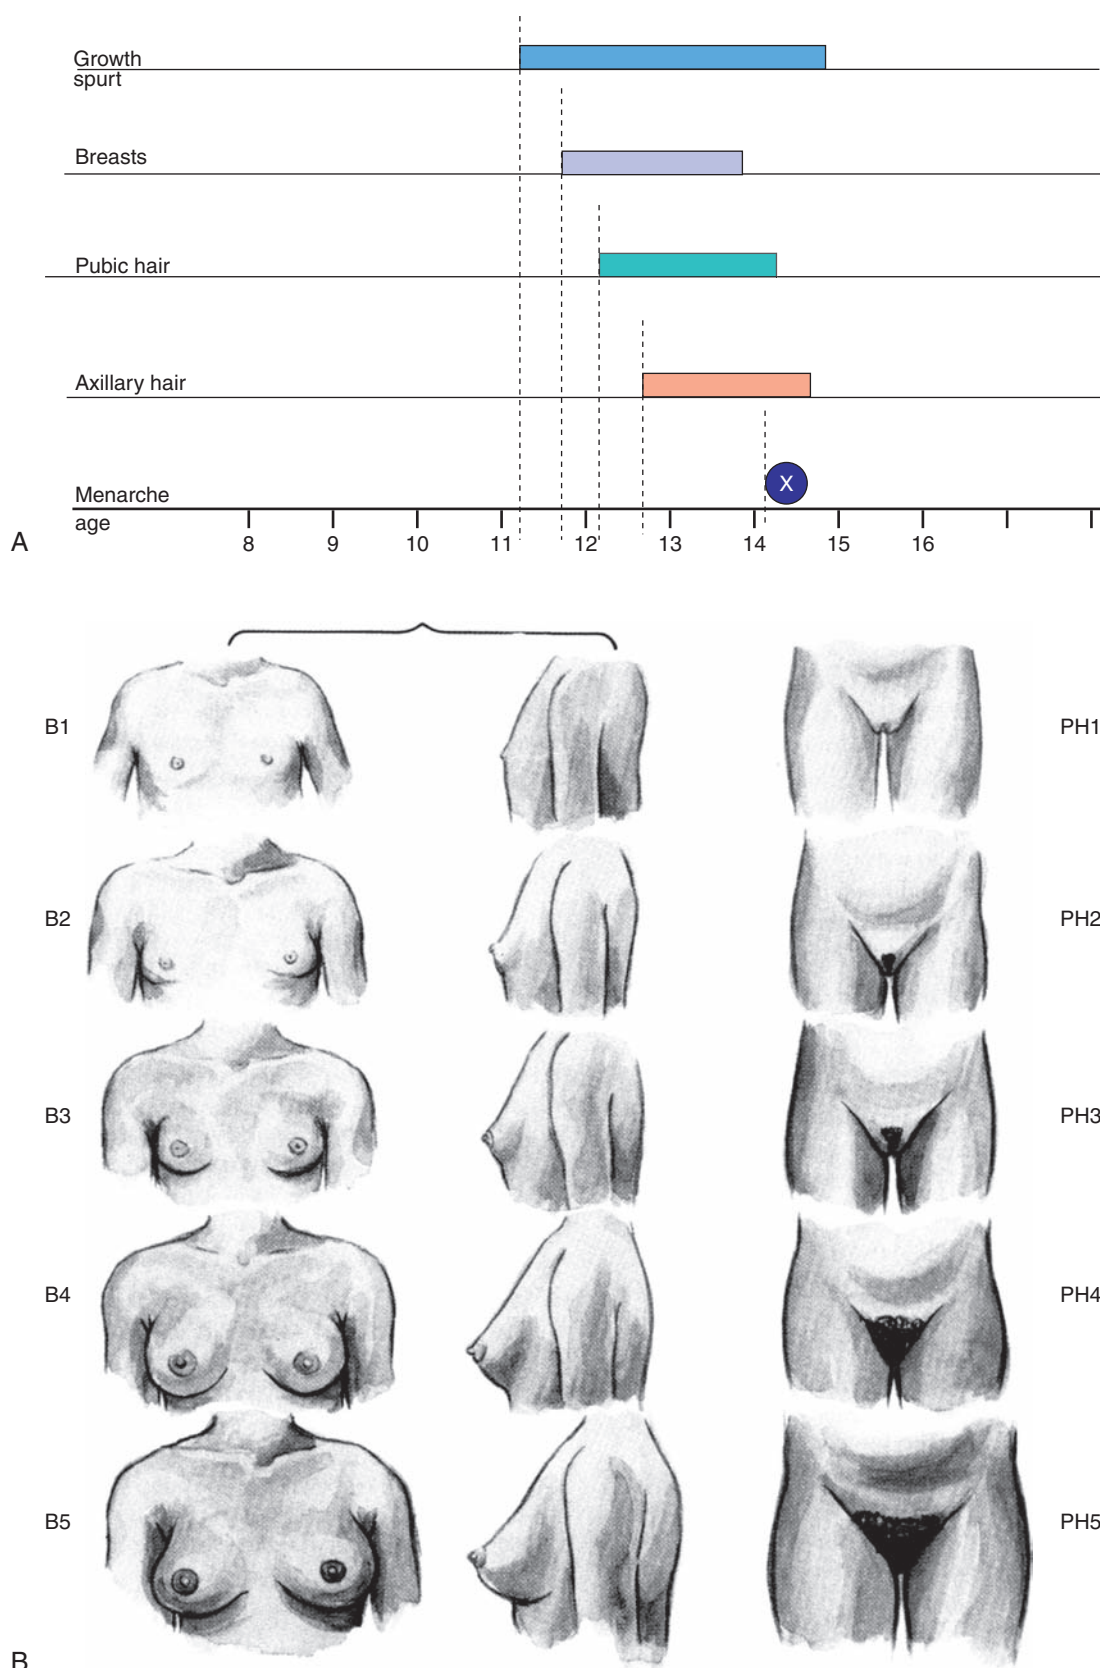 Growth
spurt
Breasts
Pubic hair
Axillary hair
X
Menarche
age
8 9 10 11 12 13 14 15 16
A
B1 PH1
B2 PH2
B3 PH3
B4 PH4
B5 PH5
B